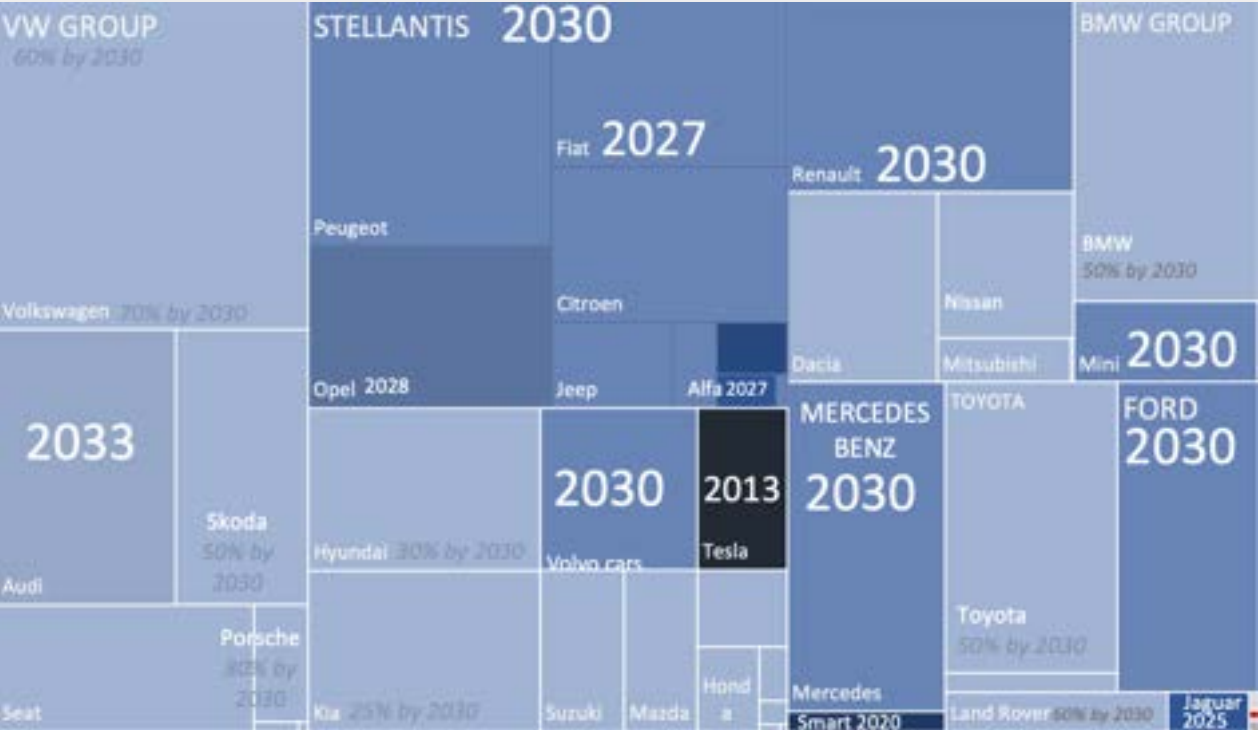 VW GROUP
60% by 2030
Volkswagen 70% by 2030
2033
Audi
Skoda
50% by
2030
Seat
Porsche
80% by
2030
STELLANTIS 2030
Peugeot
Fiat 2027
Citroen
Opel 2028
Jeep
Alfa 2027
Renault 2030
Dacia
Nissan
Mitsubishi
BMW GROUP
BMW
50% by 2030
Mini 2030
Hyundai 30% by 2030
2030
Volvo cars
2013
Tesla
Kia 25% by 2030
Suzuki
Mazda
Hond
a
MERCEDES
BENZ
2030
Mercedes
Smart 2020
TOYOTA
Toyota
50% by 2030
FORD
2030
Land Rover 60% by 2030
Jaguar
2025